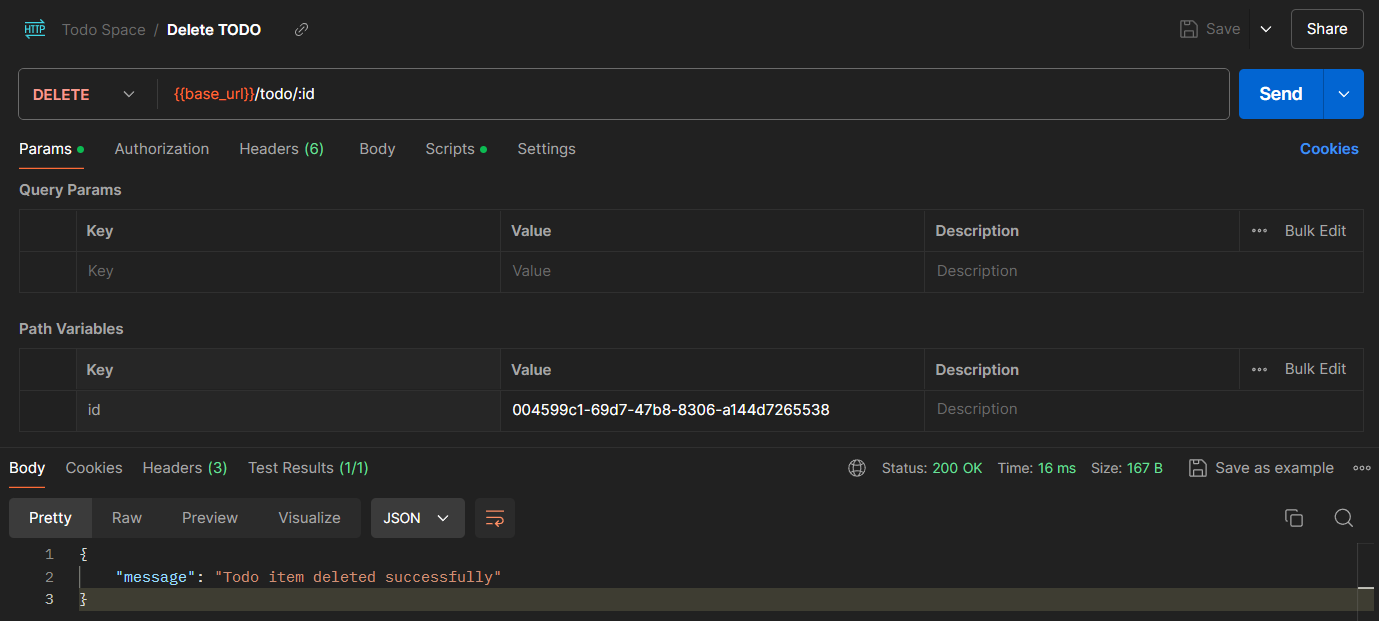 HTTP Todo Space / Delete TODO Save Share
DELETE {{base_url}}/todo/:id Send
Params Authorization Headers (6) Body Scripts Settings Cookies
Query Params
Key Value Description Bulk Edit
Key Value Description
Path Variables
Key Value Description Bulk Edit
id 004599c1-69d7-47b8-8306-a144d7265538 Description
Body Cookies Headers (3) Test Results (1/1) Status: 200 OK Time: 16 ms Size: 167 B Save as example
Pretty Raw Preview Visualize JSON
1 {
2 "message": "Todo item deleted successfully"
3 }